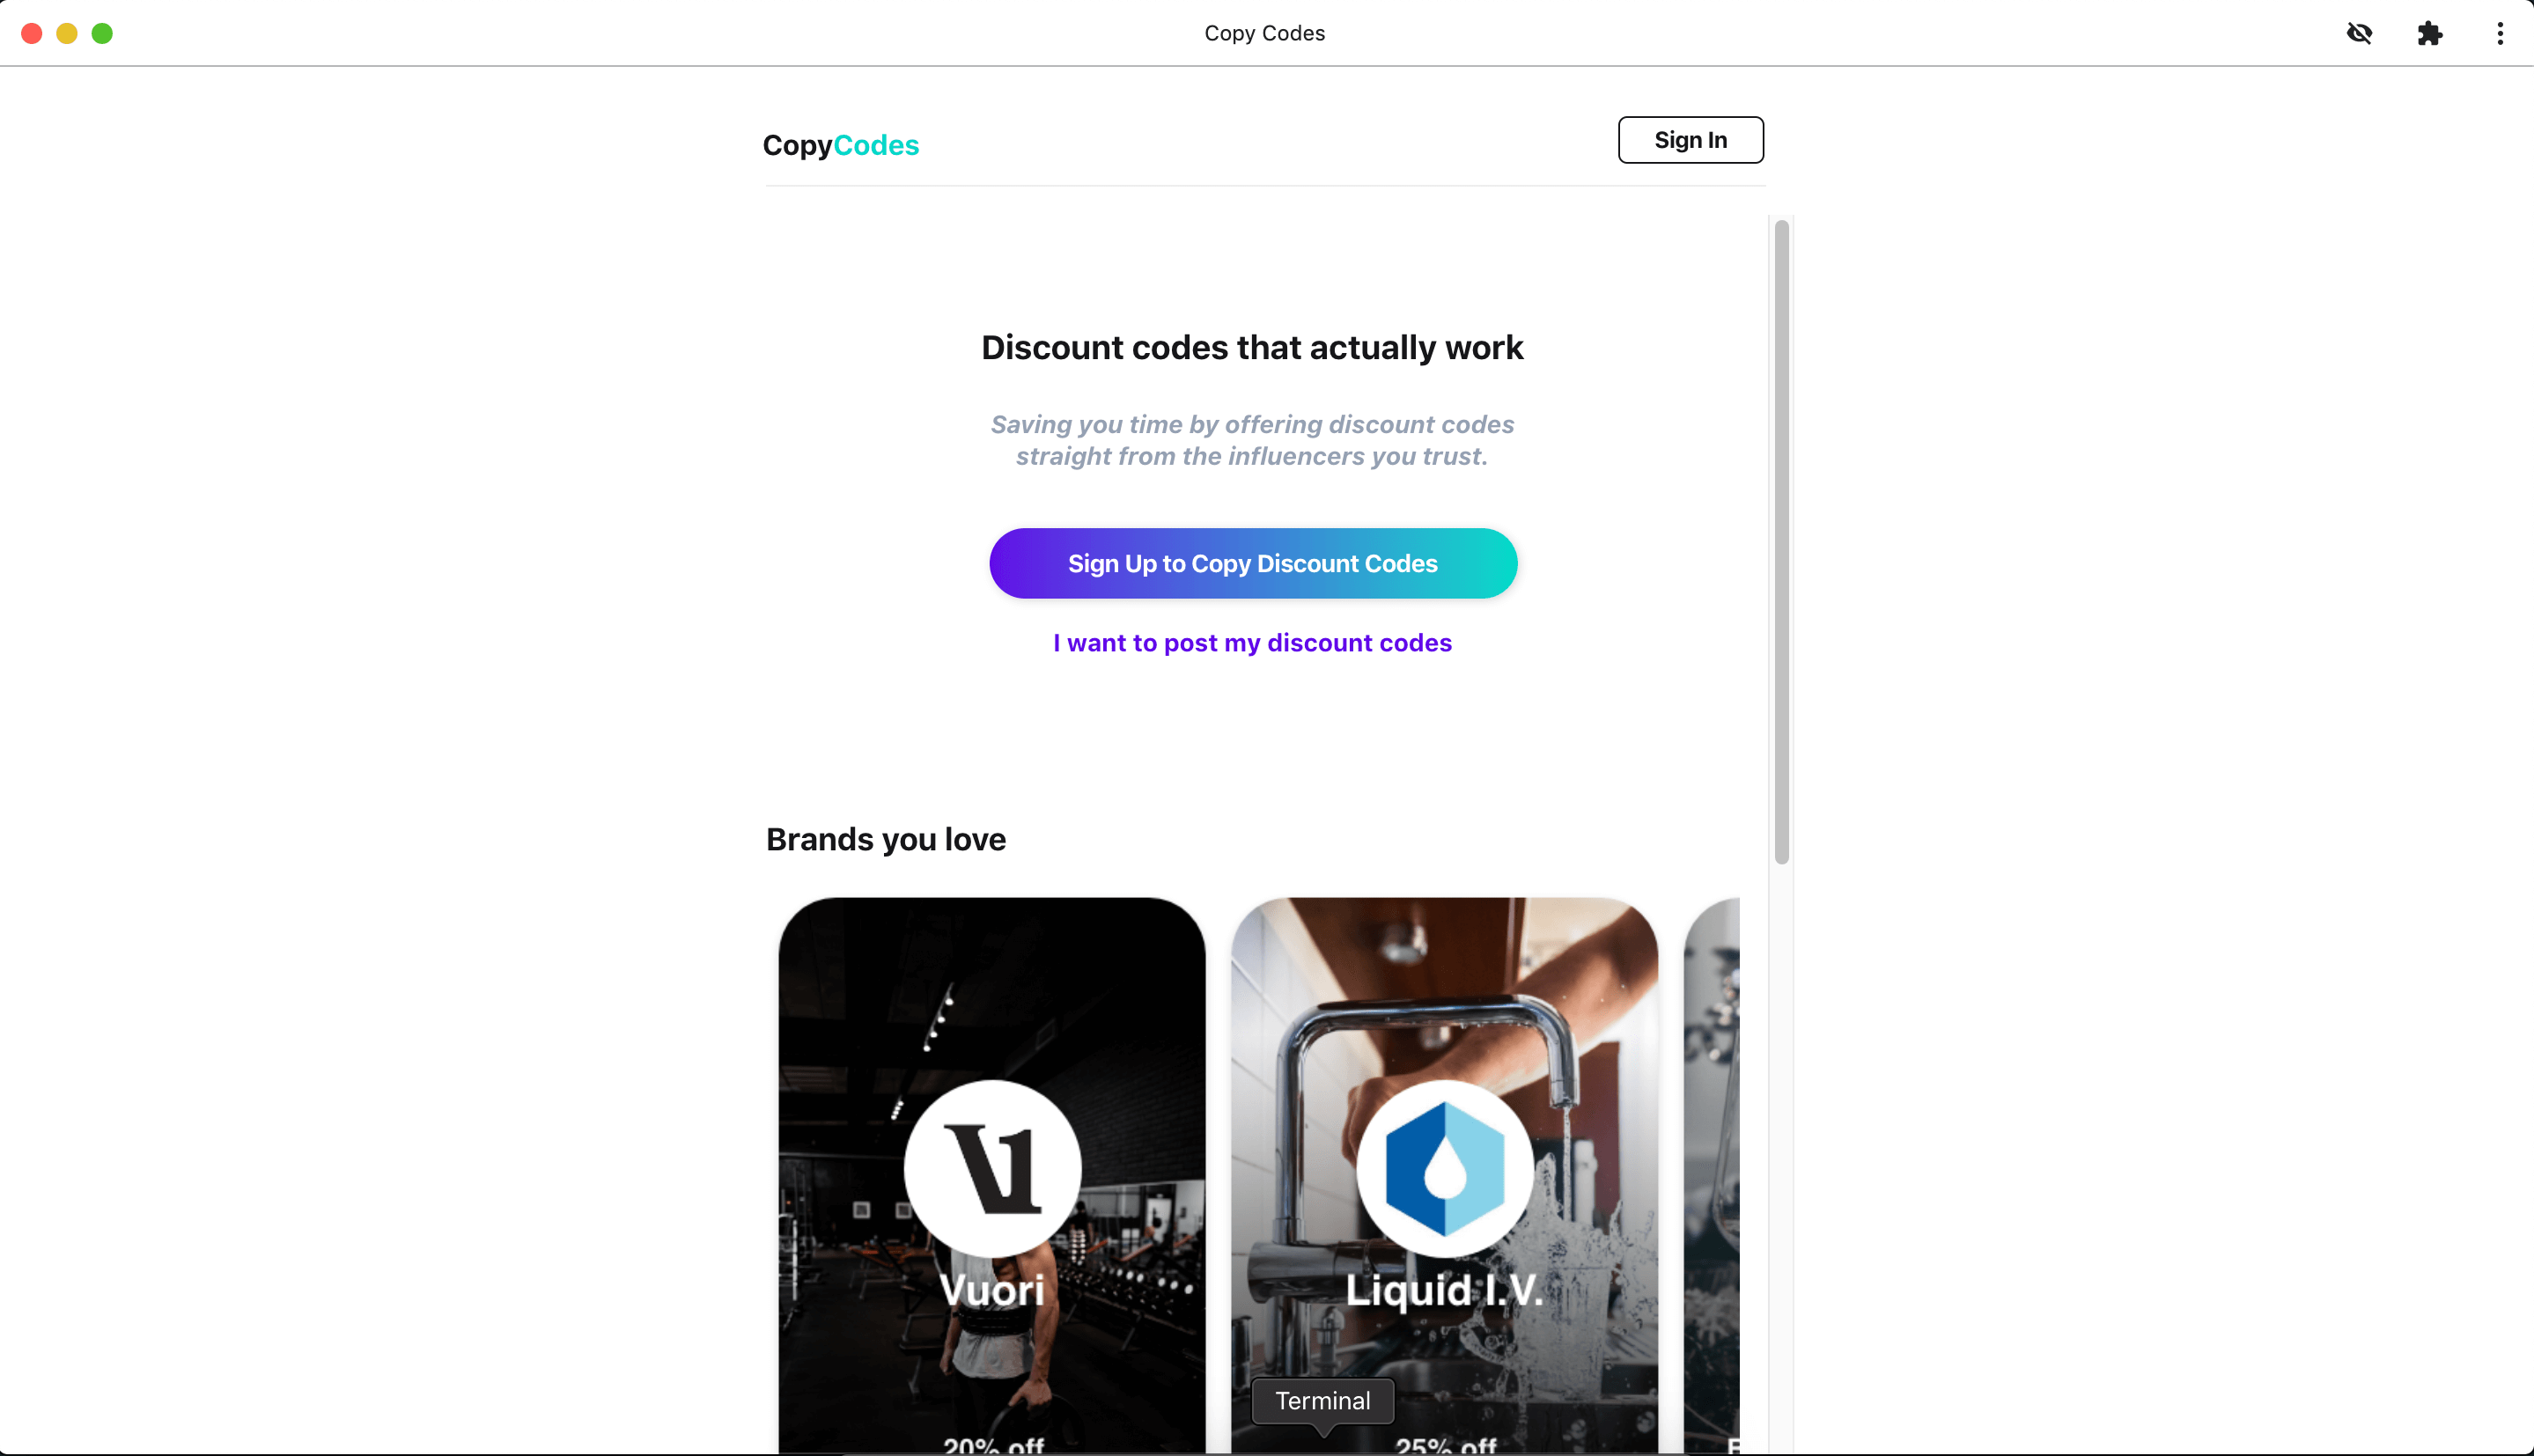 Copy Codes
CopyCodes
Sign In
Discount codes that actually work
Saving you time by offering discount codes
straight from the influencers you trust.
Sign Up to Copy Discount Codes
I want to post my discount codes
Brands you love
V1
Vuori
Liquid I.V.
Terminal
20% off
25% off